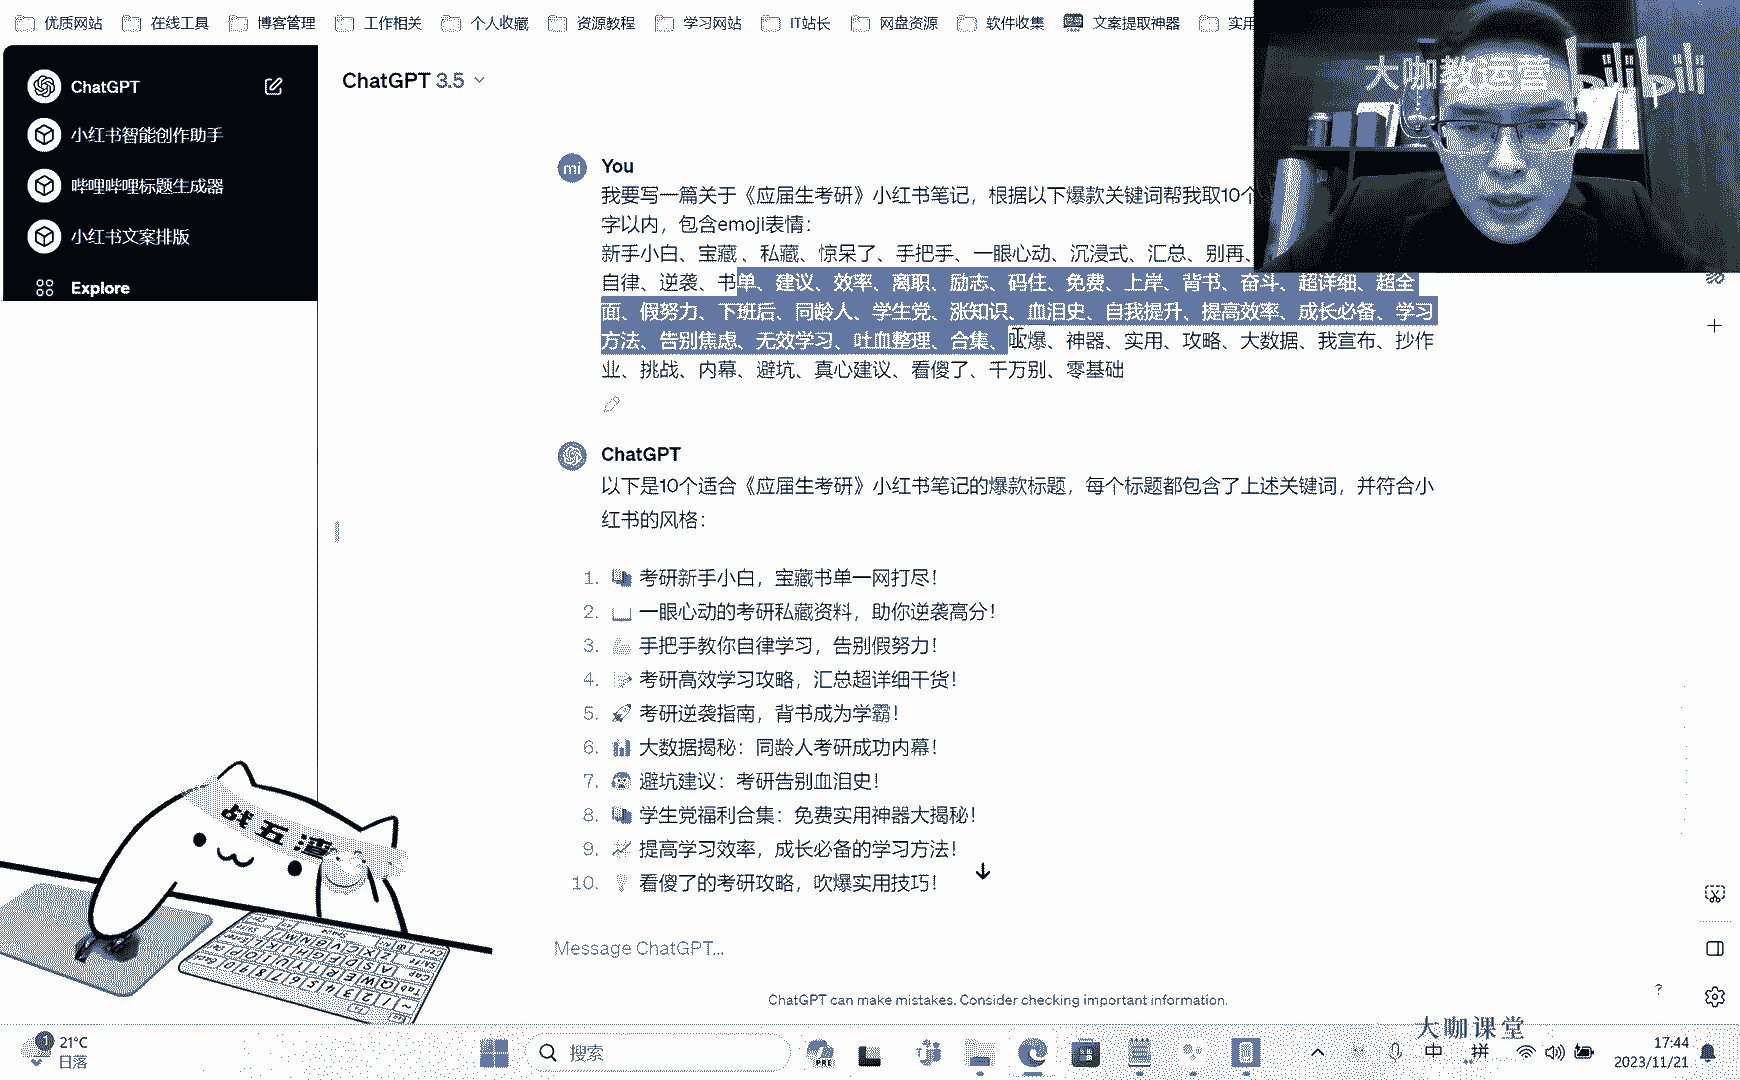 优质网站 在线工具 博客管理 工作相关 个人收藏 资源教程 学习网站 IT站长 网盘资源 软件收集 文案提取神器 实用
大咖教运营 bilibili
ChatGPT
小红书智能创作助手
哔哩哔哩标题生成器
小红书文案排版
Explore
ChatGPT 3.5
mi You
我要写一篇关于《应届生考研》小红书笔记，根据以下爆款关键词帮我取10个
字以内，包含emoji表情：
新手小白、宝藏 、私藏、惊呆了、手把手、一眼心动、沉浸式、汇总、别再、
自律、逆袭、书单、建议、效率、离职、励志、码住、免费、上岸、背书、奋斗、超详细、超全
面、假努力、下班后、同龄人、学生党、涨知识、血泪史、自我提升、提高效率、成长必备、学习
方法、告别焦虑、无效学习、吐血整理、合集、吹爆、神器、实用、攻略、大数据、我宣布、抄作
业、挑战、内幕、避坑、真心建议、看傻了、千万别、零基础
ChatGPT
以下是10个适合《应届生考研》小红书笔记的爆款标题，每个标题都包含了上述关键词，并符合小
红书的风格：
1. 考研新手小白，宝藏书单一网打尽！
2. 一眼心动的考研私藏资料，助你逆袭高分！
3. 手把手教你自律学习，告别假努力！
4. 考研高效学习攻略，汇总超详细干货！
5. 考研逆袭指南，背书成为学霸！
6. 大数据揭秘：同龄人考研成功内幕！
7. 避坑建议：考研告别血泪史！
8. 学生党福利合集：免费实用神器大揭秘！
9. 提高学习效率，成长必备的学习方法！
10. 看傻了的考研攻略，吹爆实用技巧！
Message ChatGPT...
ChatGPT can make mistakes. Consider checking important information.
?
大咖课堂
1 21°C
日落
搜索
PRE
中 拼
17:44
2023/11/21